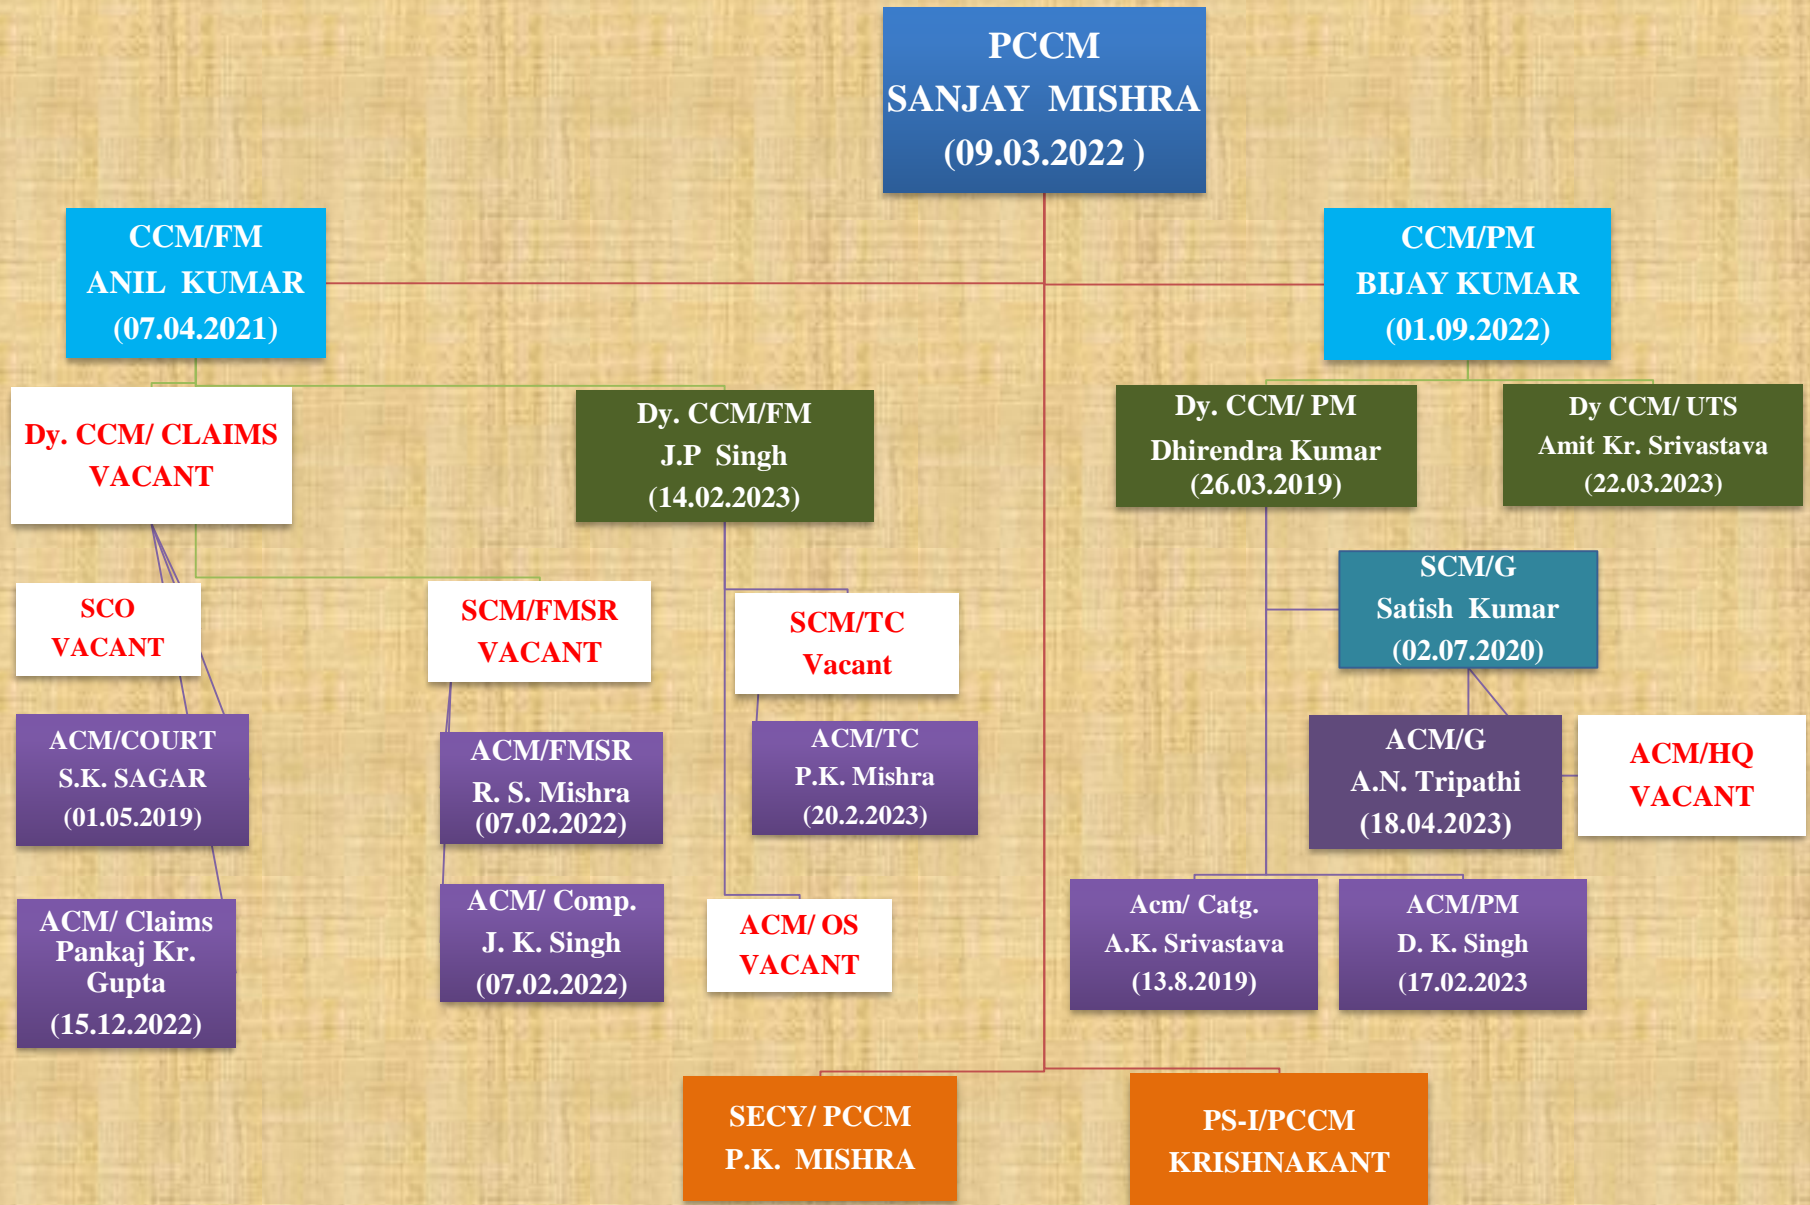 PCCM
SANJAY MISHRA
(09.03.2022 )
CCM/FM
ANIL KUMAR
(07.04.2021)
CCM/PM
BIJAY KUMAR
(01.09.2022)
Dy. CCM/ CLAIMS
VACANT
Dy. CCM/FM
J.P Singh
(14.02.2023)
Dy. CCM/ PM
Dhirendra Kumar
(26.03.2019)
Dy CCM/ UTS
Amit Kr. Srivastava
(22.03.2023)
SCO
VACANT
SCM/FMSR
VACANT
SCM/TC
Vacant
SCM/G
Satish Kumar
(02.07.2020)
ACM/COURT
S.K. SAGAR
(01.05.2019)
ACM/FMSR
R. S. Mishra
(07.02.2022)
ACM/TC
P.K. Mishra
(20.2.2023)
ACM/G
A.N. Tripathi
(18.04.2023)
ACM/HQ
VACANT
ACM/ Claims
Pankaj Kr.
Gupta
(15.12.2022)
ACM/ Comp.
J. K. Singh
(07.02.2022)
ACM/ OS
VACANT
Acm/ Catg.
A.K. Srivastava
(13.8.2019)
ACM/PM
D. K. Singh
(17.02.2023
SECY/ PCCM
P.K. MISHRA
PS-I/PCCM
KRISHNAKANT